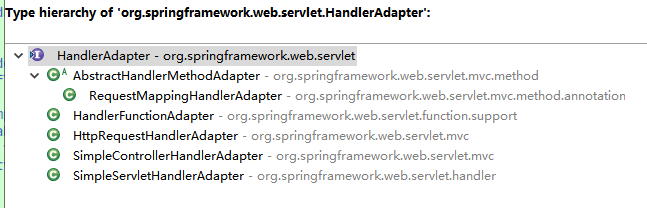 Type hierarchy of 'org.springframework.web.servlet.HandlerAdapter':
HandlerAdapter - org.springframework.web.servlet
AbstractHandlerMethodAdapter - org.springframework.web.servlet.mvc.method
RequestMappingHandlerAdapter - org.springframework.web.servlet.mvc.method.annotation
HandlerFunctionAdapter - org.springframework.web.servlet.function.support
HttpRequestHandlerAdapter - org.springframework.web.servlet.mvc
SimpleControllerHandlerAdapter - org.springframework.web.servlet.mvc
SimpleServletHandlerAdapter - org.springframework.web.servlet.handler